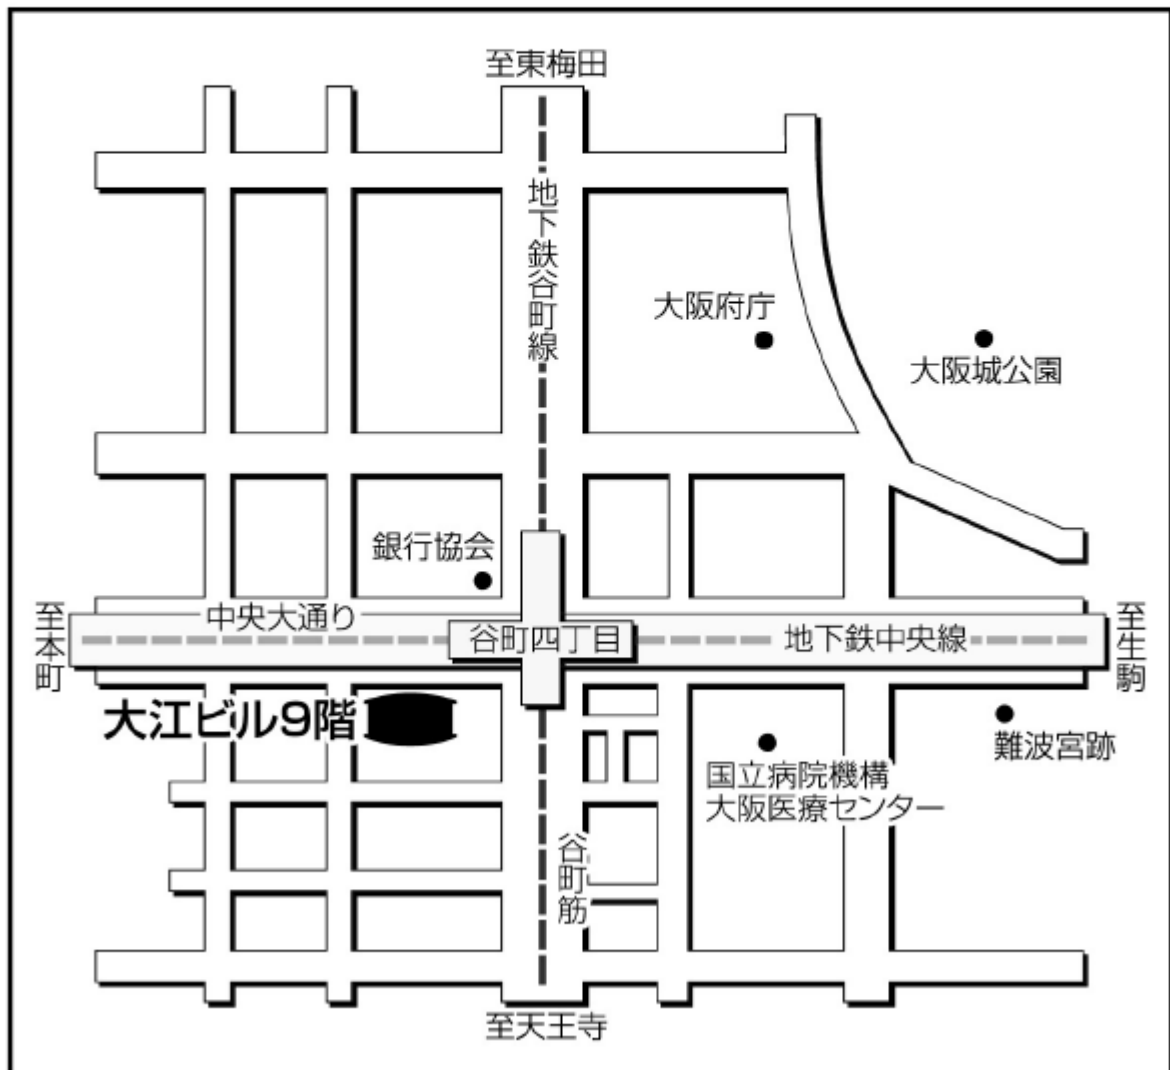 至東梅田
地下鉄谷町線
大阪府庁
大阪城公園
銀行協会
至本町
中央大通り
谷町四丁目
地下鉄中央線
至生駒
大江ビル9階
難波宮跡
国立病院機構
大阪医療センター
谷町筋
至天王寺